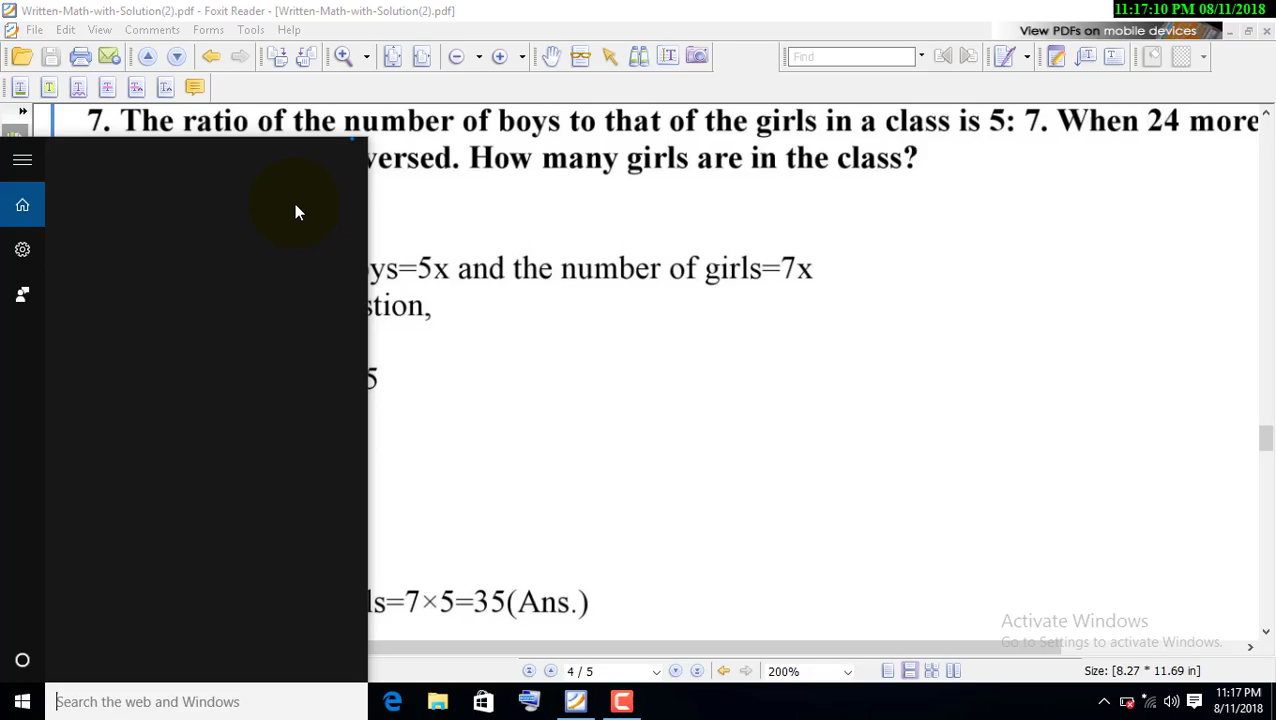 Written-Math-with-Solution(2).pdf - Foxit Reader - [Written-Math-with-Solution(2).pdf]
11:17:10 PM 08/11/2018
File Edit View Comments Forms Tools Help
View PDFs on mobile devices
Find
7. The ratio of the number of boys to that of the girls in a class is 5: 7. When 24 more
versed. How many girls are in the class?
ys=5x and the number of girls=7x
stion,
5
ls=7×5=35(Ans.)
Activate Windows
Go to Settings to activate Windows.
4 / 5
200%
Size: [8.27 * 11.69 in]
Search the web and Windows
11:17 PM
8/11/2018